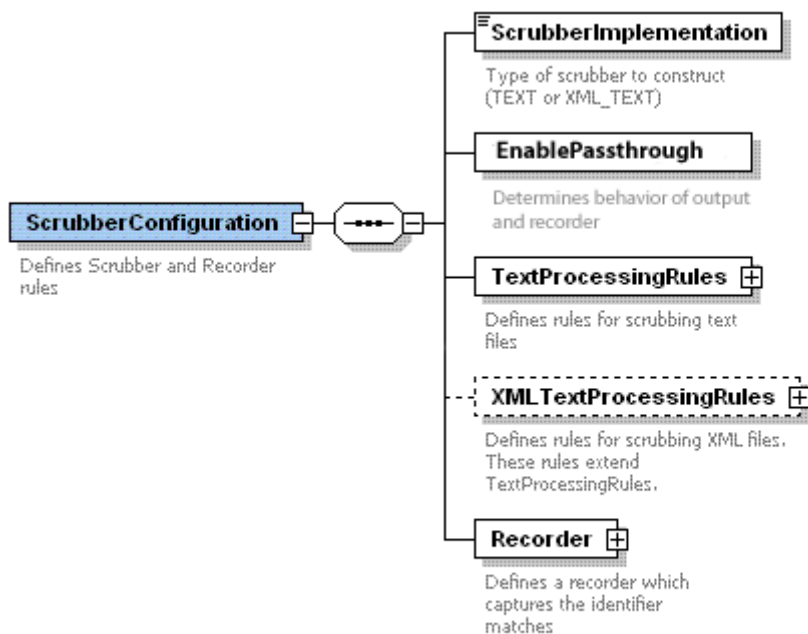 ScrubberImplementation
Type of scrubber to construct
(TEXT or XML_TEXT)
EnablePassthrough
Determines behavior of output
and recorder
ScrubberConfiguration
Defines Scrubber and Recorder
rules
TextProcessingRules
Defines rules for scrubbing text
files
XMLTextProcessingRules
Defines rules for scrubbing XML files.
These rules extend
TextProcessingRules.
Recorder
Defines a recorder which
captures the identifier
matches